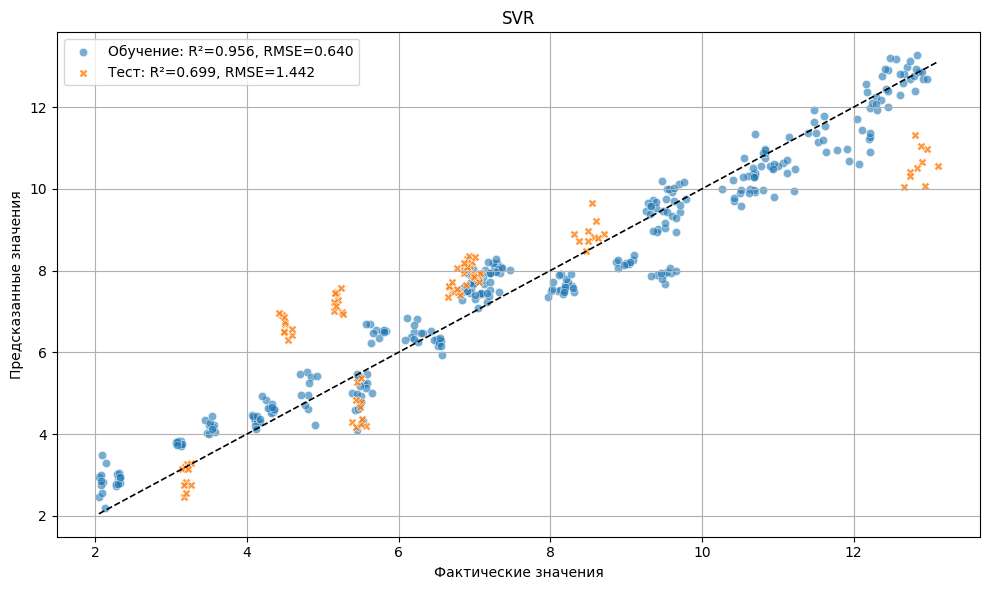 SVR
Обучение: R²=0.956, RMSE=0.640
Тест: R²=0.699, RMSE=1.442
Предсказанные значения
12
10
8
6
4
2
2 4 6 8 10 12
Фактические значения